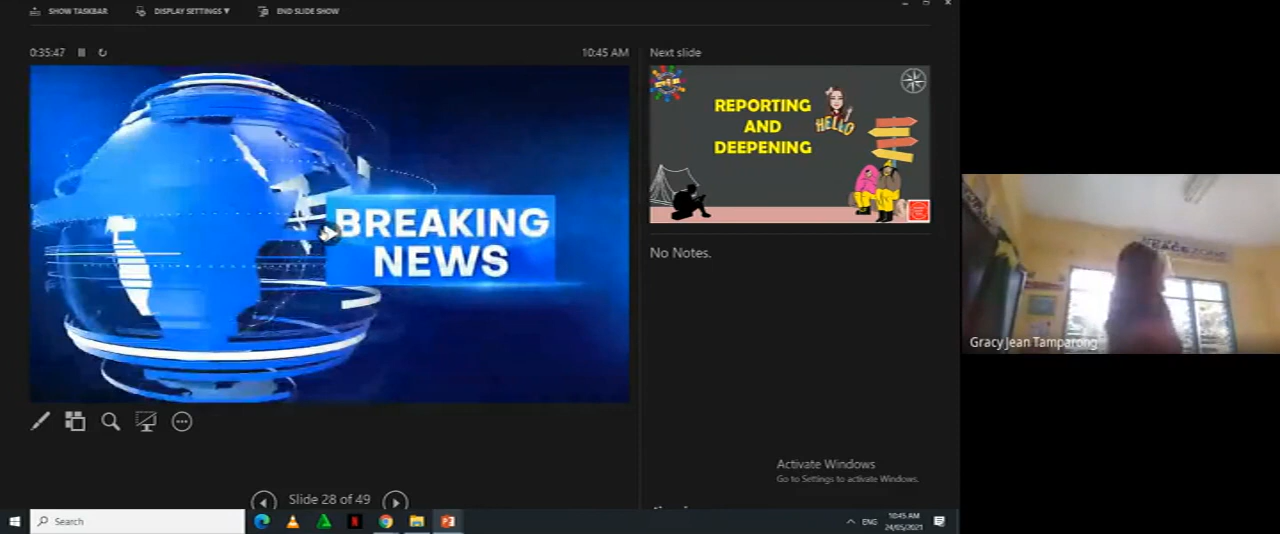 SHOW TASKBAR
DISPLAY SETTINGS ▼
END SLIDE SHOW
0:35:47
10:45 AM
BREAKING
NEWS
Next slide
REPORTING
AND
DEEPENING
HELLO
No Notes.
Gracy Jean Tamparong
Activate Windows
Go to Settings to activate Windows.
Slide 28 of 49
Search
ENG
10:45 AM
24/05/2021